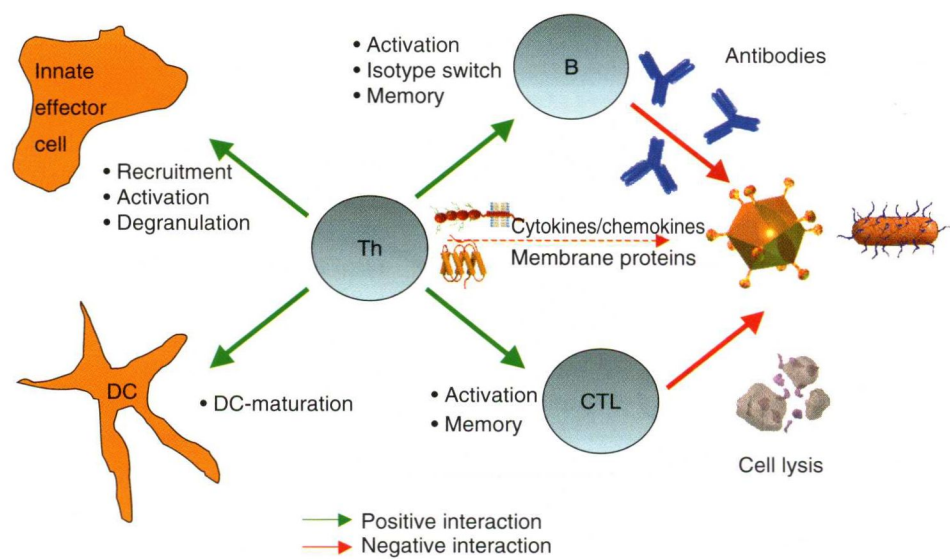 Innate
effector
cell
• Recruitment
• Activation
• Degranulation
• Activation
• Isotype switch
• Memory
B
Antibodies
Th
Cytokines/chemokines
Membrane proteins
DC
• DC-maturation
• Activation
• Memory
CTL
Cell lysis
Positive interaction
Negative interaction